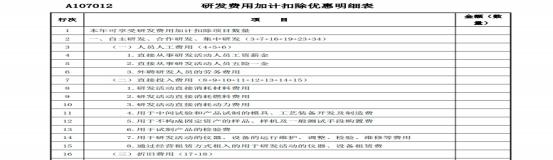 A107012 研发费用加计扣除优惠明细表
行次 项 目 金额（数量）
1 本年可享受研发费用加计扣除项目数量
2 一、自主研发、合作研发、集中研发（3+7+16+19+23+34）
3 （一）人员人工费用（4+5+6）
4 1.直接从事研发活动人员工资薪金
5 2.直接从事研发活动人员五险一金
6 3.外聘研发人员的劳务费用
7 （二）直接投入费用（8+9+10+11+12+13+14+15）
8 1.研发活动直接消耗材料费用
9 2.研发活动直接消耗燃料费用
10 3.研发活动直接消耗动力费用
11 4.用于中间试验和产品试制的模具、工艺装备开发及制造费
12 5.用于不构成固定资产的样品、样机及一般测试手段购置费
13 6.用于试制产品的检验费
14 7.用于研发活动的仪器、设备的运行维护、调整、检验、维修等费用
15 8.通过经营租赁方式租入的用于研发活动的仪器、设备租赁费
16 （三）折旧费用（17+18）